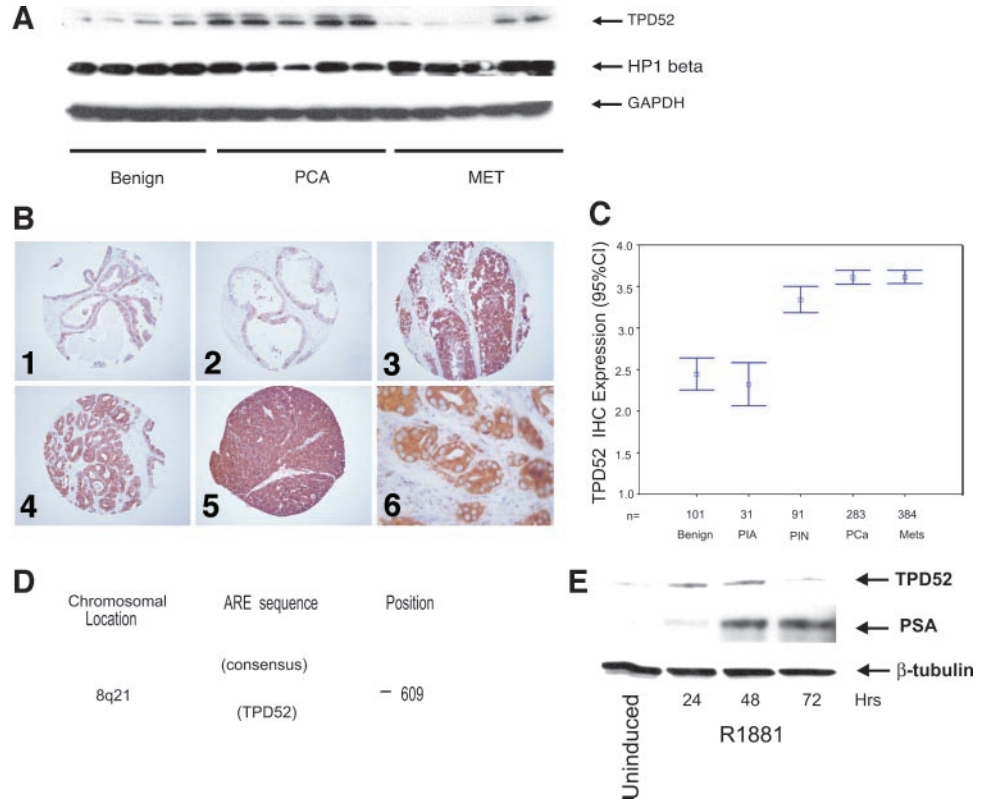 A
TPD52
HP1 beta
GAPDH
Benign PCA MET
B
1 2 3
4 5 6
C
TPD52 IHC Expression (95%CI)
4.0
3.5
3.0
2.5
2.0
1.5
1.0
n= 101 31 91 283 384
Benign PIA PIN PCa Mets
D
Chromosomal Location ARE sequence Position
(consensus)
8q21 − 609
(TPD52)
E
TPD52
PSA
β-tubulin
Uninduced 24 48 72 Hrs
R1881